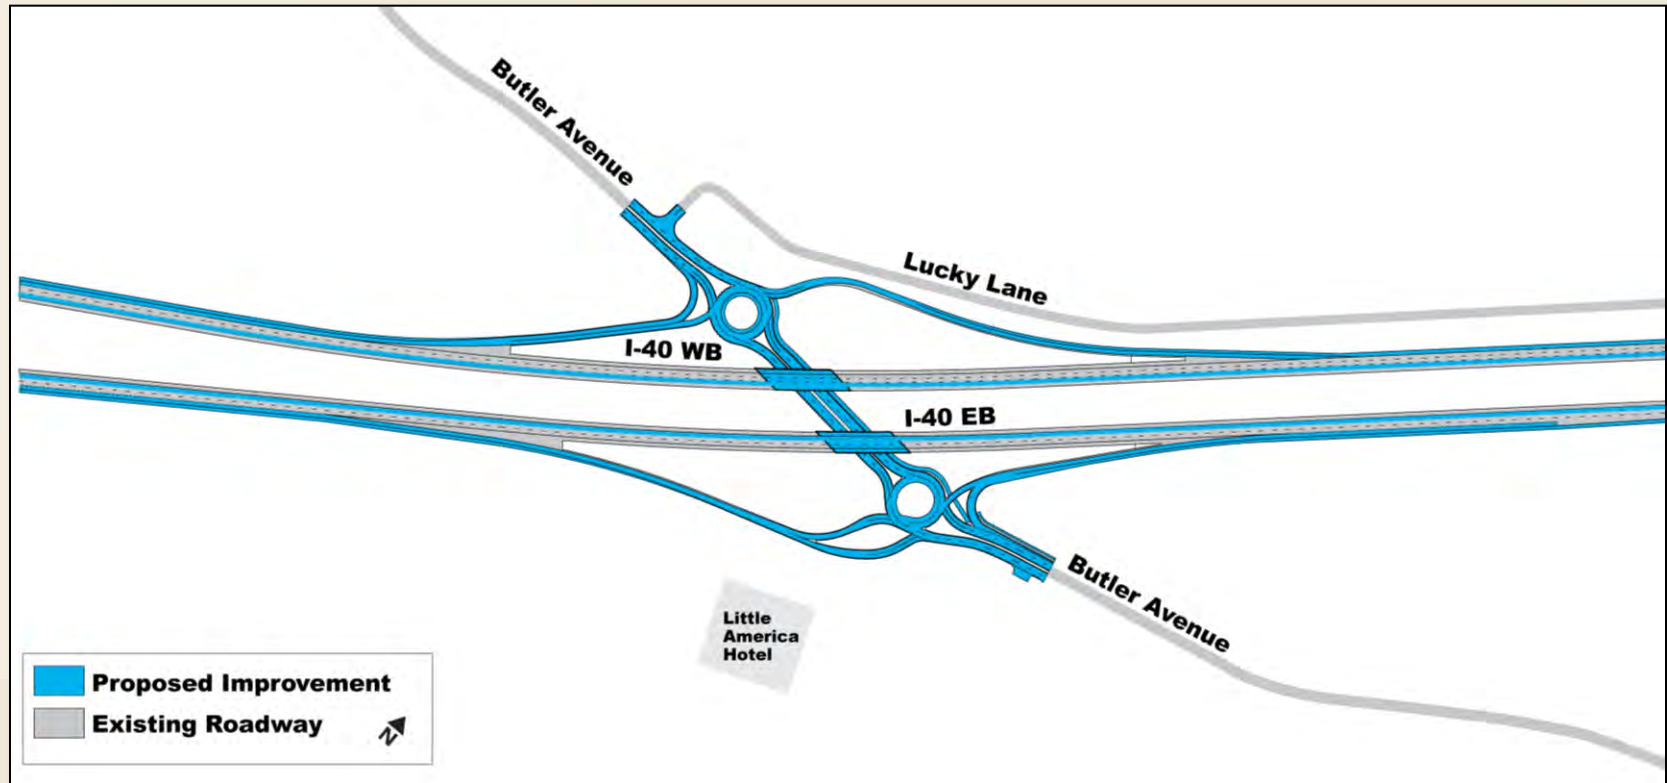 Butler Avenue
Lucky Lane
I-40 WB
I-40 EB
Butler Avenue
Little
America
Hotel
Proposed Improvement
Existing Roadway
N